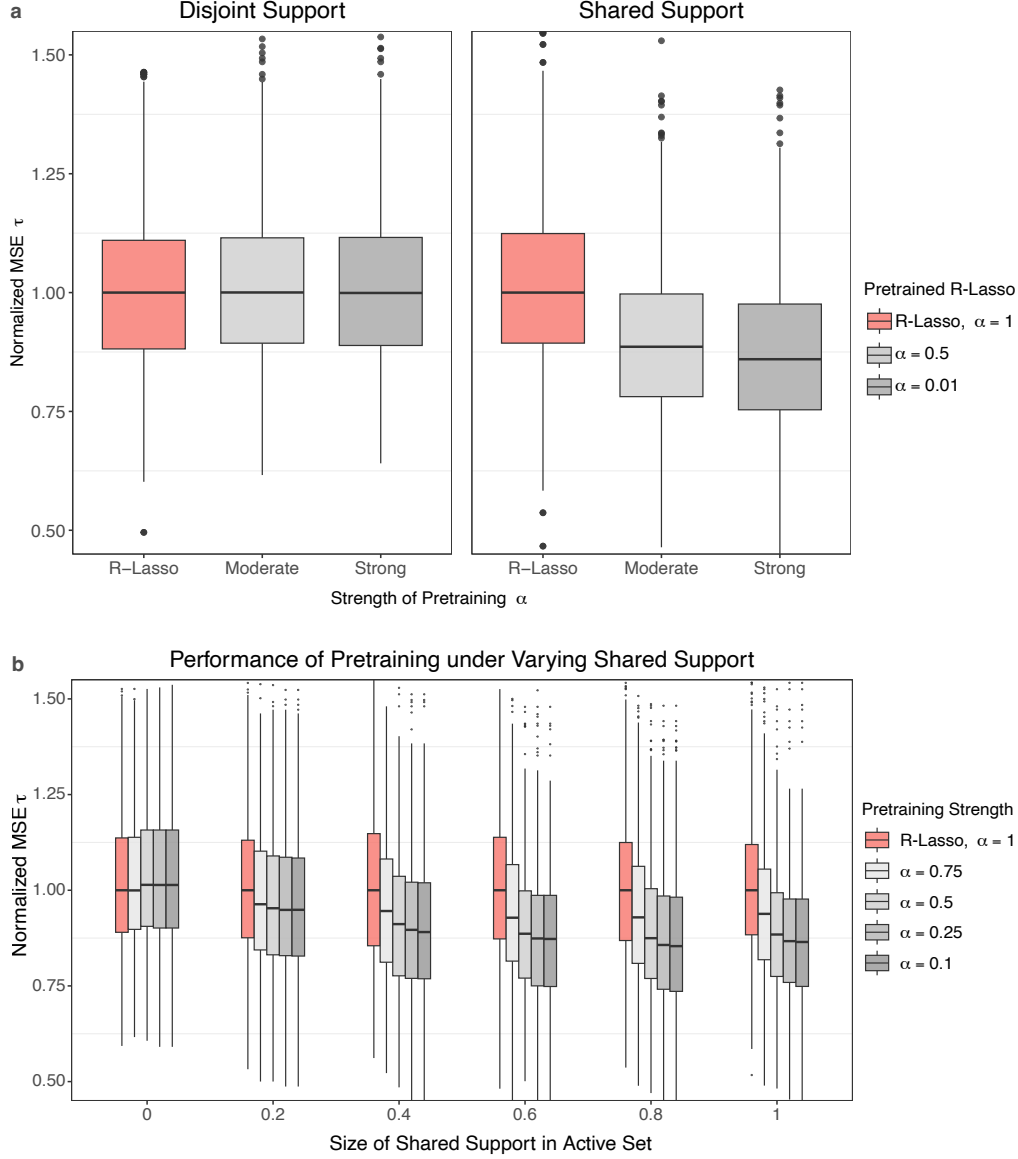 a
Disjoint Support
Shared Support
1.50
1.25
1.00
0.75
0.50
Normalized MSE τ
R−Lasso
Moderate
Strong
R−Lasso
Moderate
Strong
Strength of Pretraining α
Pretrained R-Lasso
R-Lasso, α = 1
α = 0.5
α = 0.01
b
Performance of Pretraining under Varying Shared Support
1.50
1.25
1.00
0.75
0.50
Normalized MSE τ
0
0.2
0.4
0.6
0.8
1
Size of Shared Support in Active Set
Pretraining Strength
R-Lasso, α = 1
α = 0.75
α = 0.5
α = 0.25
α = 0.1